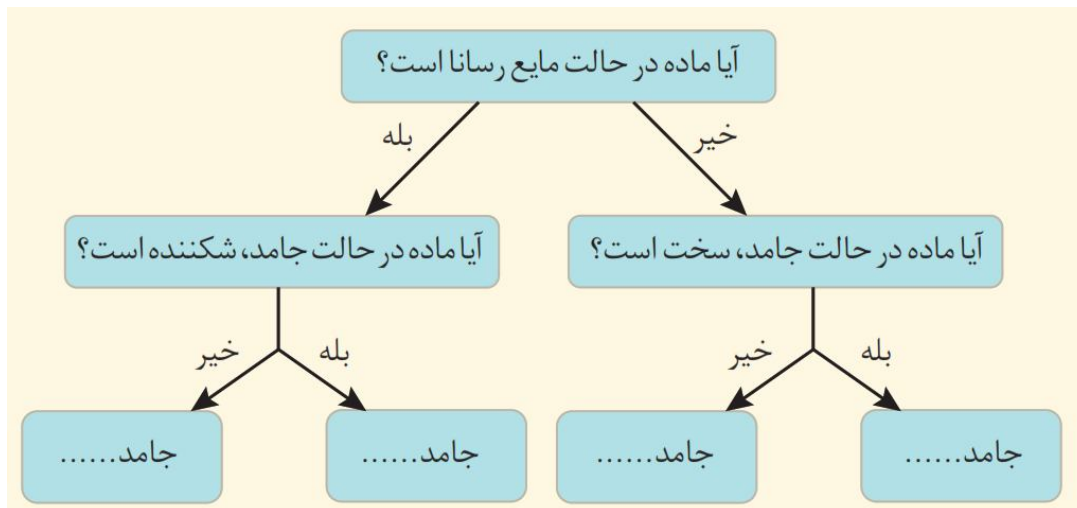 آیا ماده در حالت مایع رسانا است؟
خیر
بله
آیا ماده در حالت جامد، سخت است؟
آیا ماده در حالت جامد، شکننده است؟
بله
خیر
بله
خیر
جامد......
جامد......
جامد......
جامد......